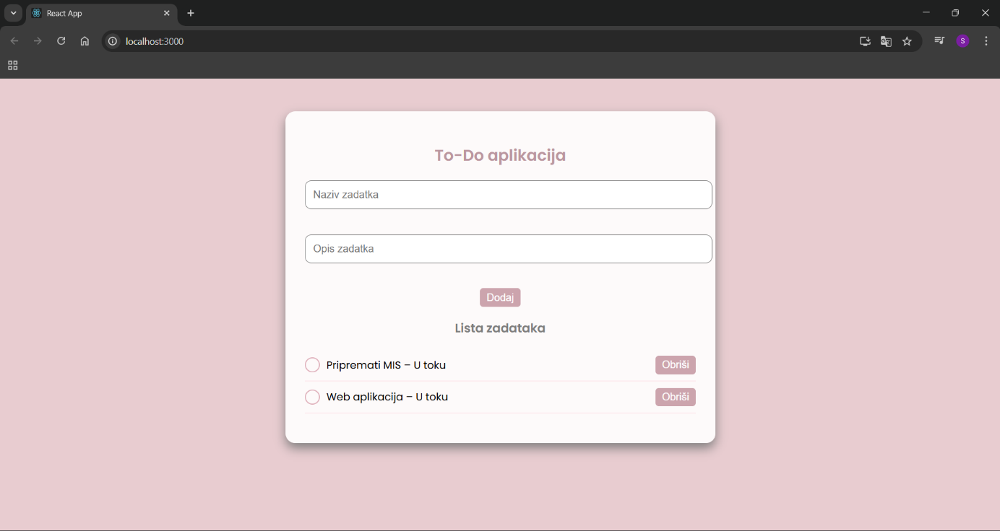 React App
localhost:3000
S
To-Do aplikacija
Naziv zadatka
Opis zadatka
Dodaj
Lista zadataka
Pripremati MIS – U toku Obriši
Web aplikacija – U toku Obriši